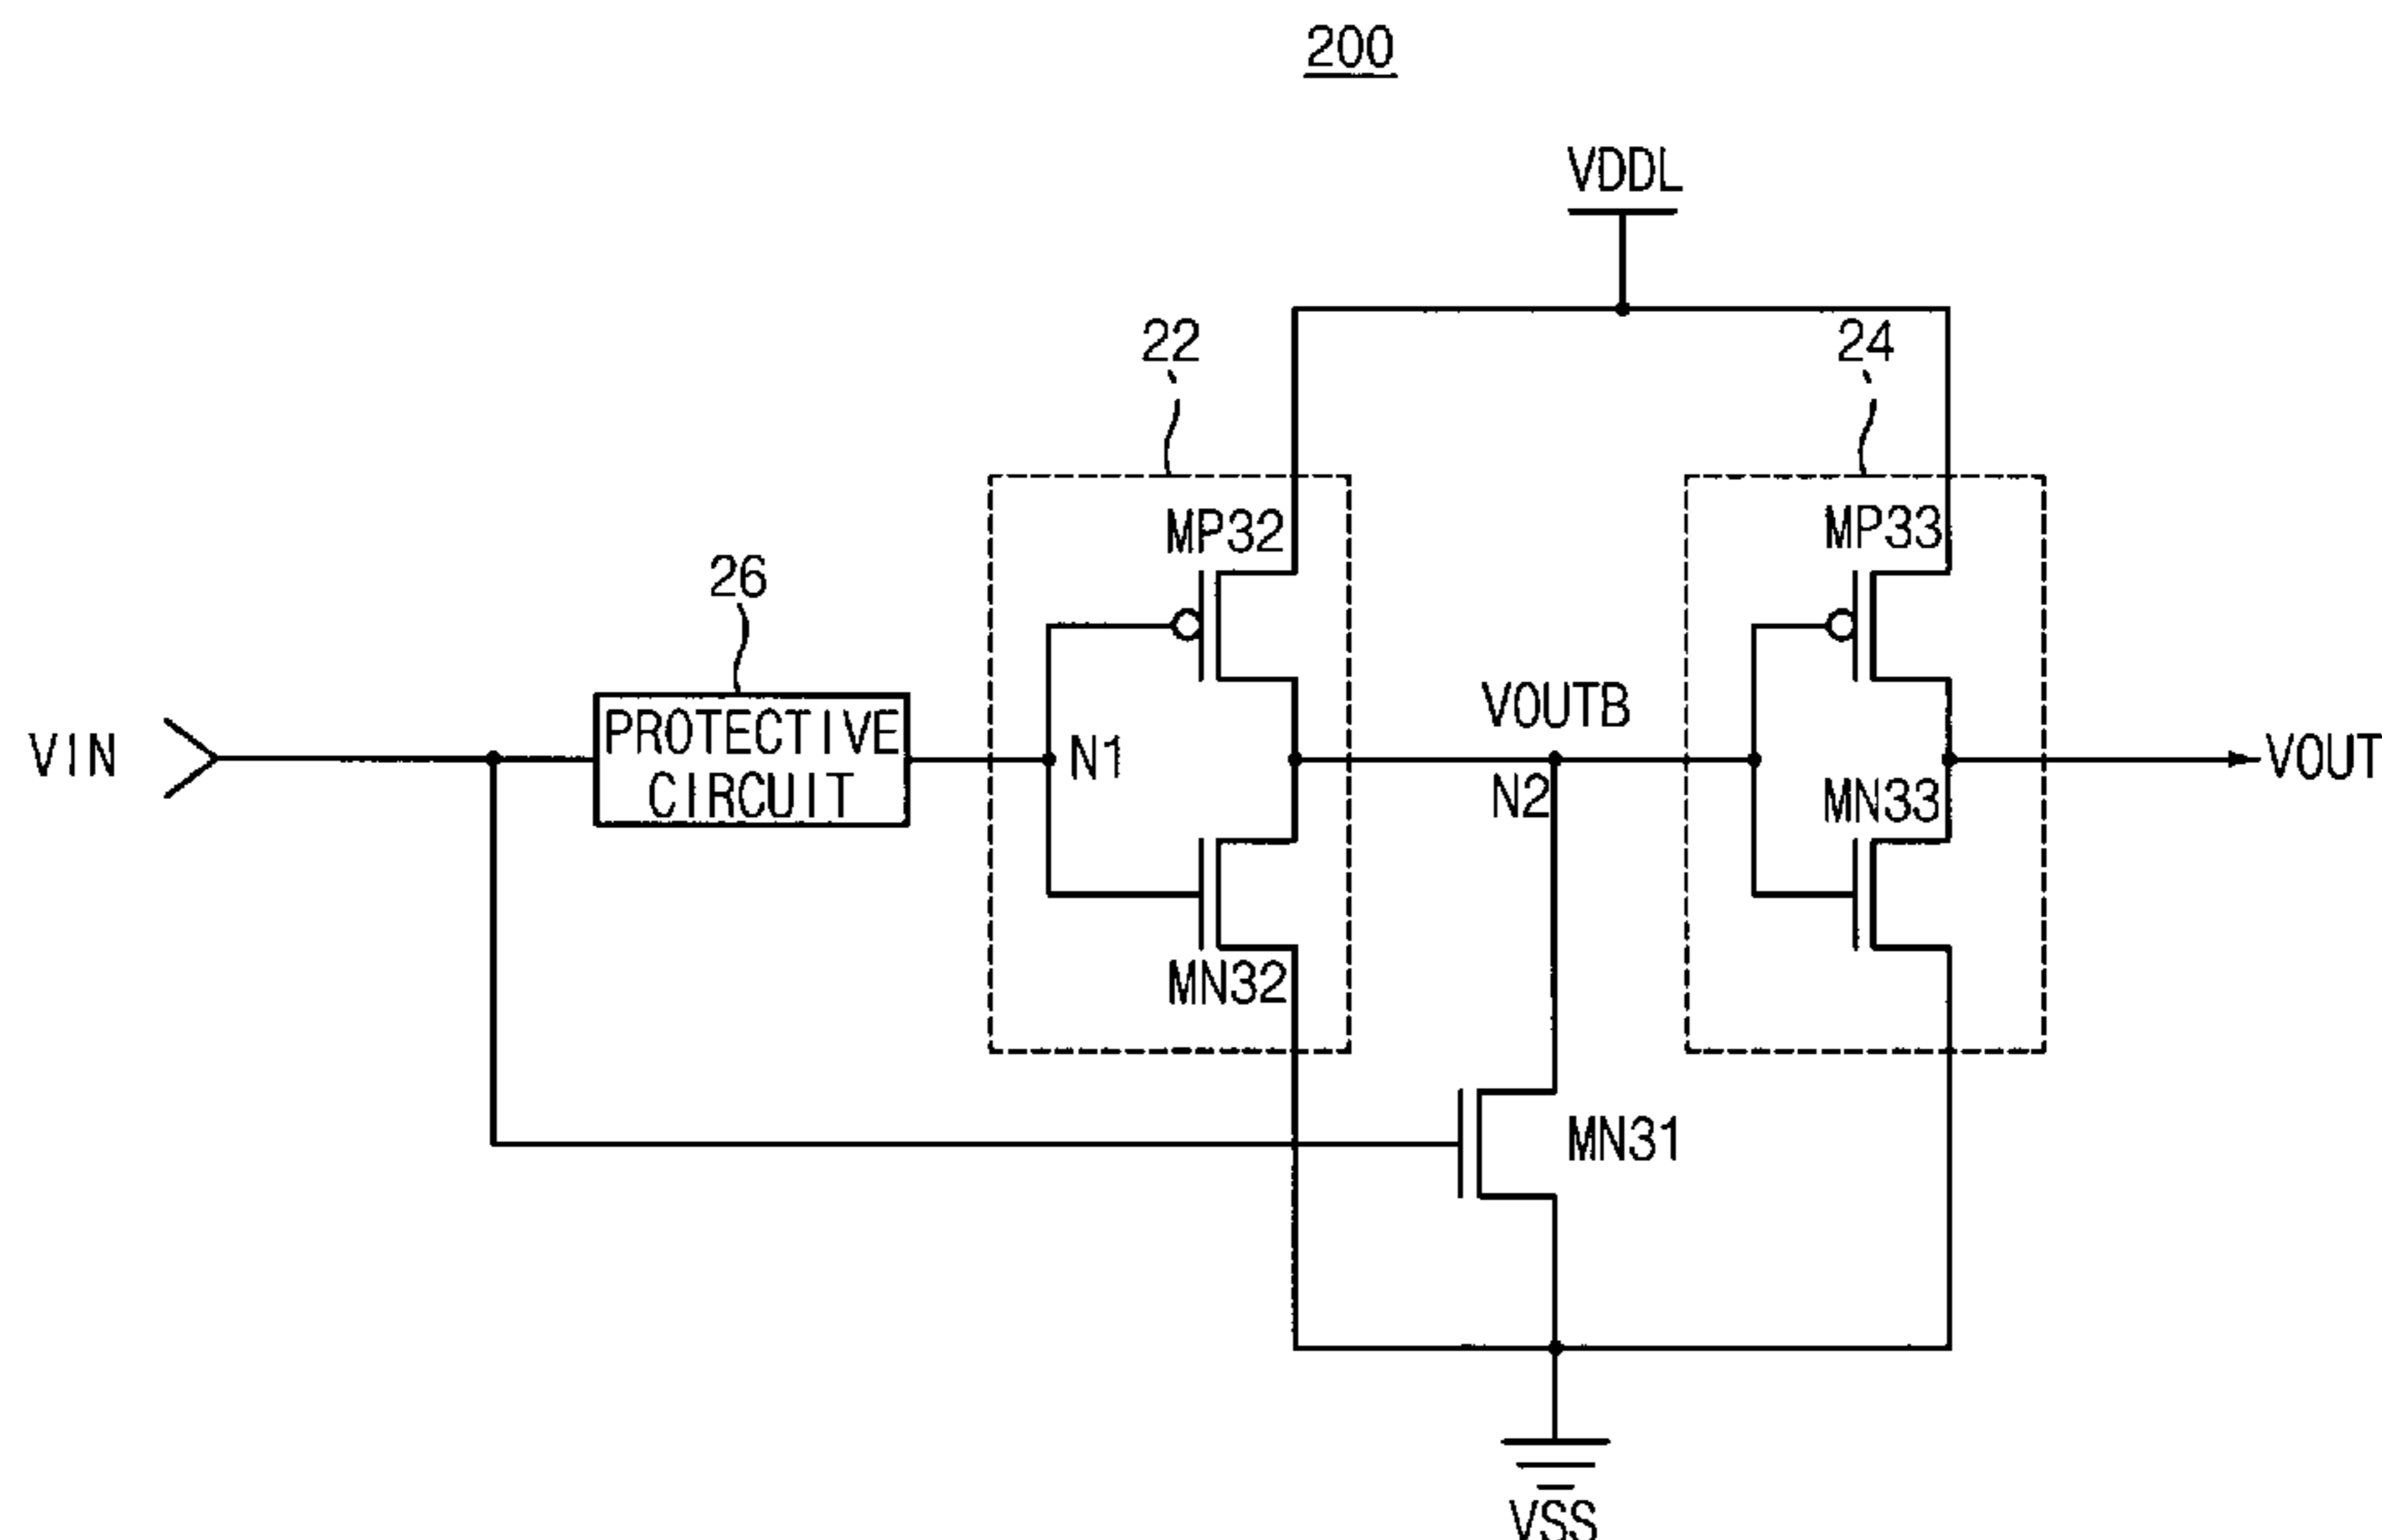 200
VDDL
22
24
MP32
MP33
26
PROTECTIVE
CIRCUIT
VIN
N1
VOUTB
N2
VOUT
MN33
MN32
MN31
VSS